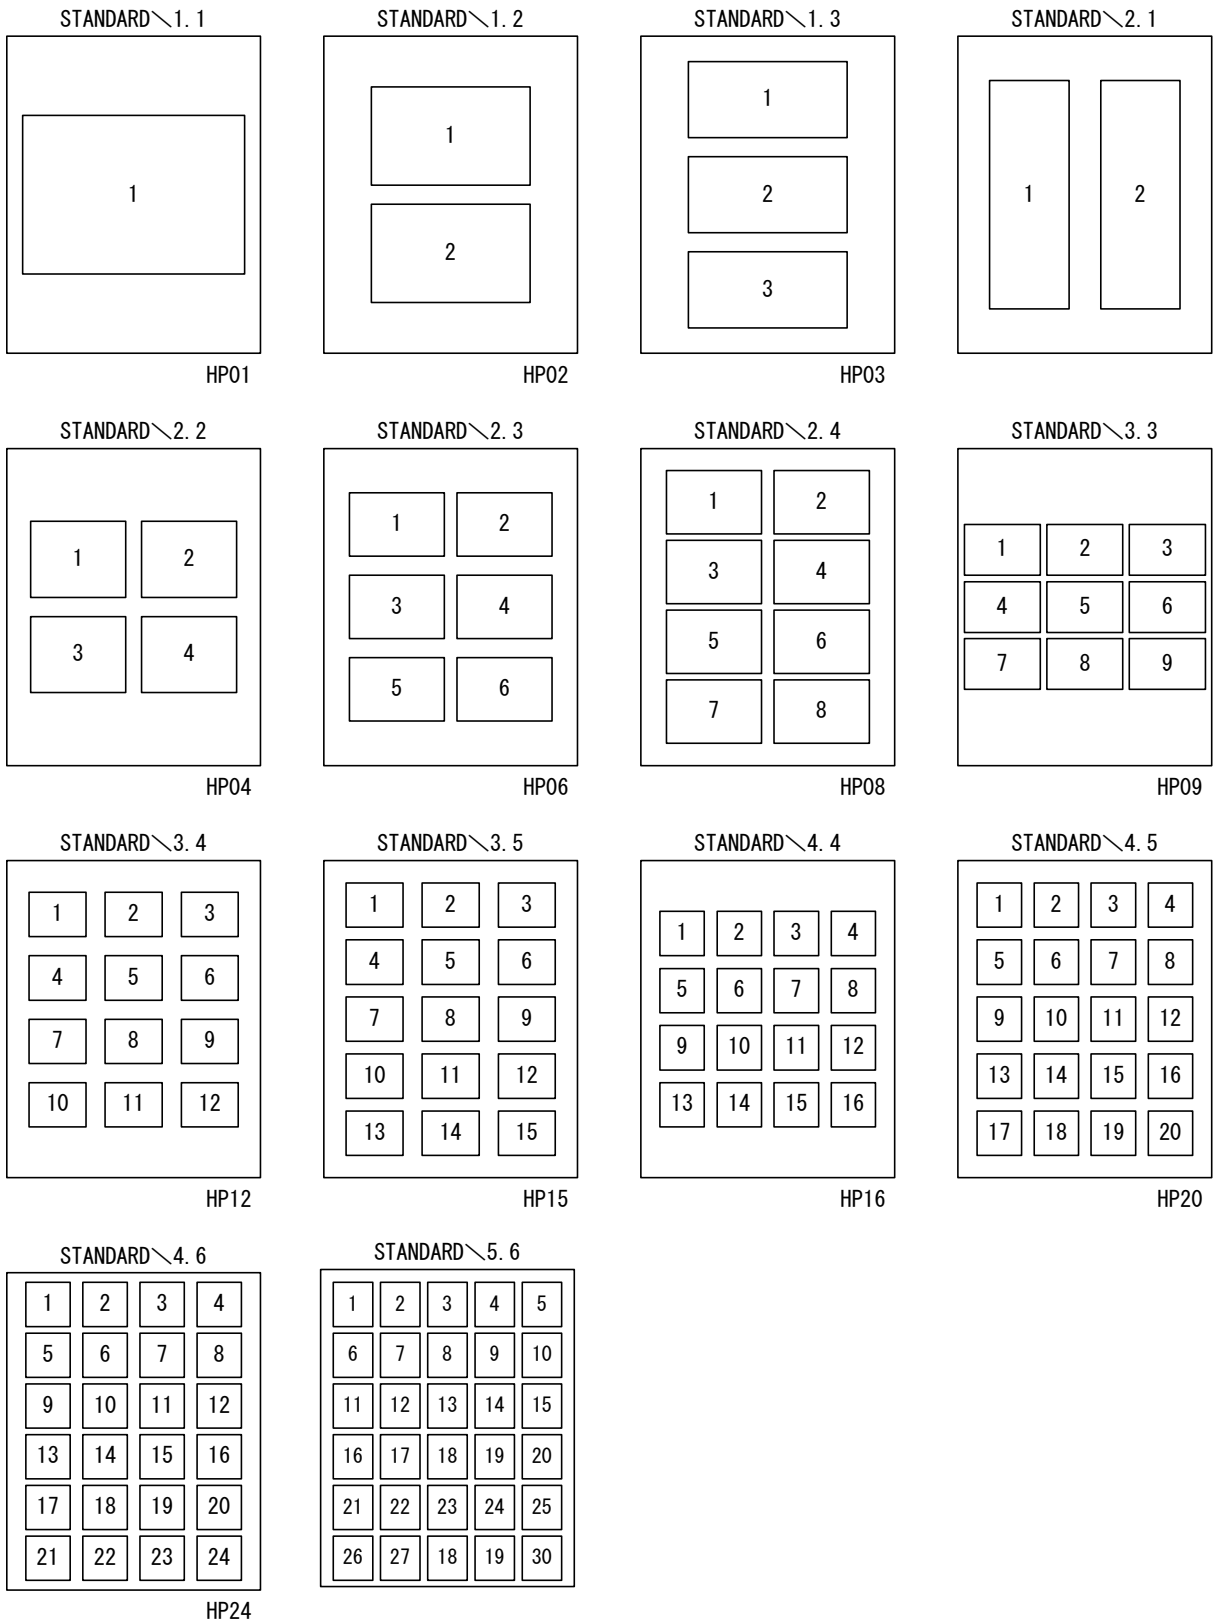 STANDARD＼1.1
1
HP01
STANDARD＼1.2
1
2
HP02
STANDARD＼1.3
1
2
3
HP03
STANDARD＼2.1
1 2
STANDARD＼2.2
1 2
3 4
HP04
STANDARD＼2.3
1 2
3 4
5 6
HP06
STANDARD＼2.4
1 2
3 4
5 6
7 8
HP08
STANDARD＼3.3
1 2 3
4 5 6
7 8 9
HP09
STANDARD＼3.4
1 2 3
4 5 6
7 8 9
10 11 12
HP12
STANDARD＼3.5
1 2 3
4 5 6
7 8 9
10 11 12
13 14 15
HP15
STANDARD＼4.4
1 2 3 4
5 6 7 8
9 10 11 12
13 14 15 16
HP16
STANDARD＼4.5
1 2 3 4
5 6 7 8
9 10 11 12
13 14 15 16
17 18 19 20
HP20
STANDARD＼4.6
1 2 3 4
5 6 7 8
9 10 11 12
13 14 15 16
17 18 19 20
21 22 23 24
HP24
STANDARD＼5.6
1 2 3 4 5
6 7 8 9 10
11 12 13 14 15
16 17 18 19 20
21 22 23 24 25
26 27 18 19 30